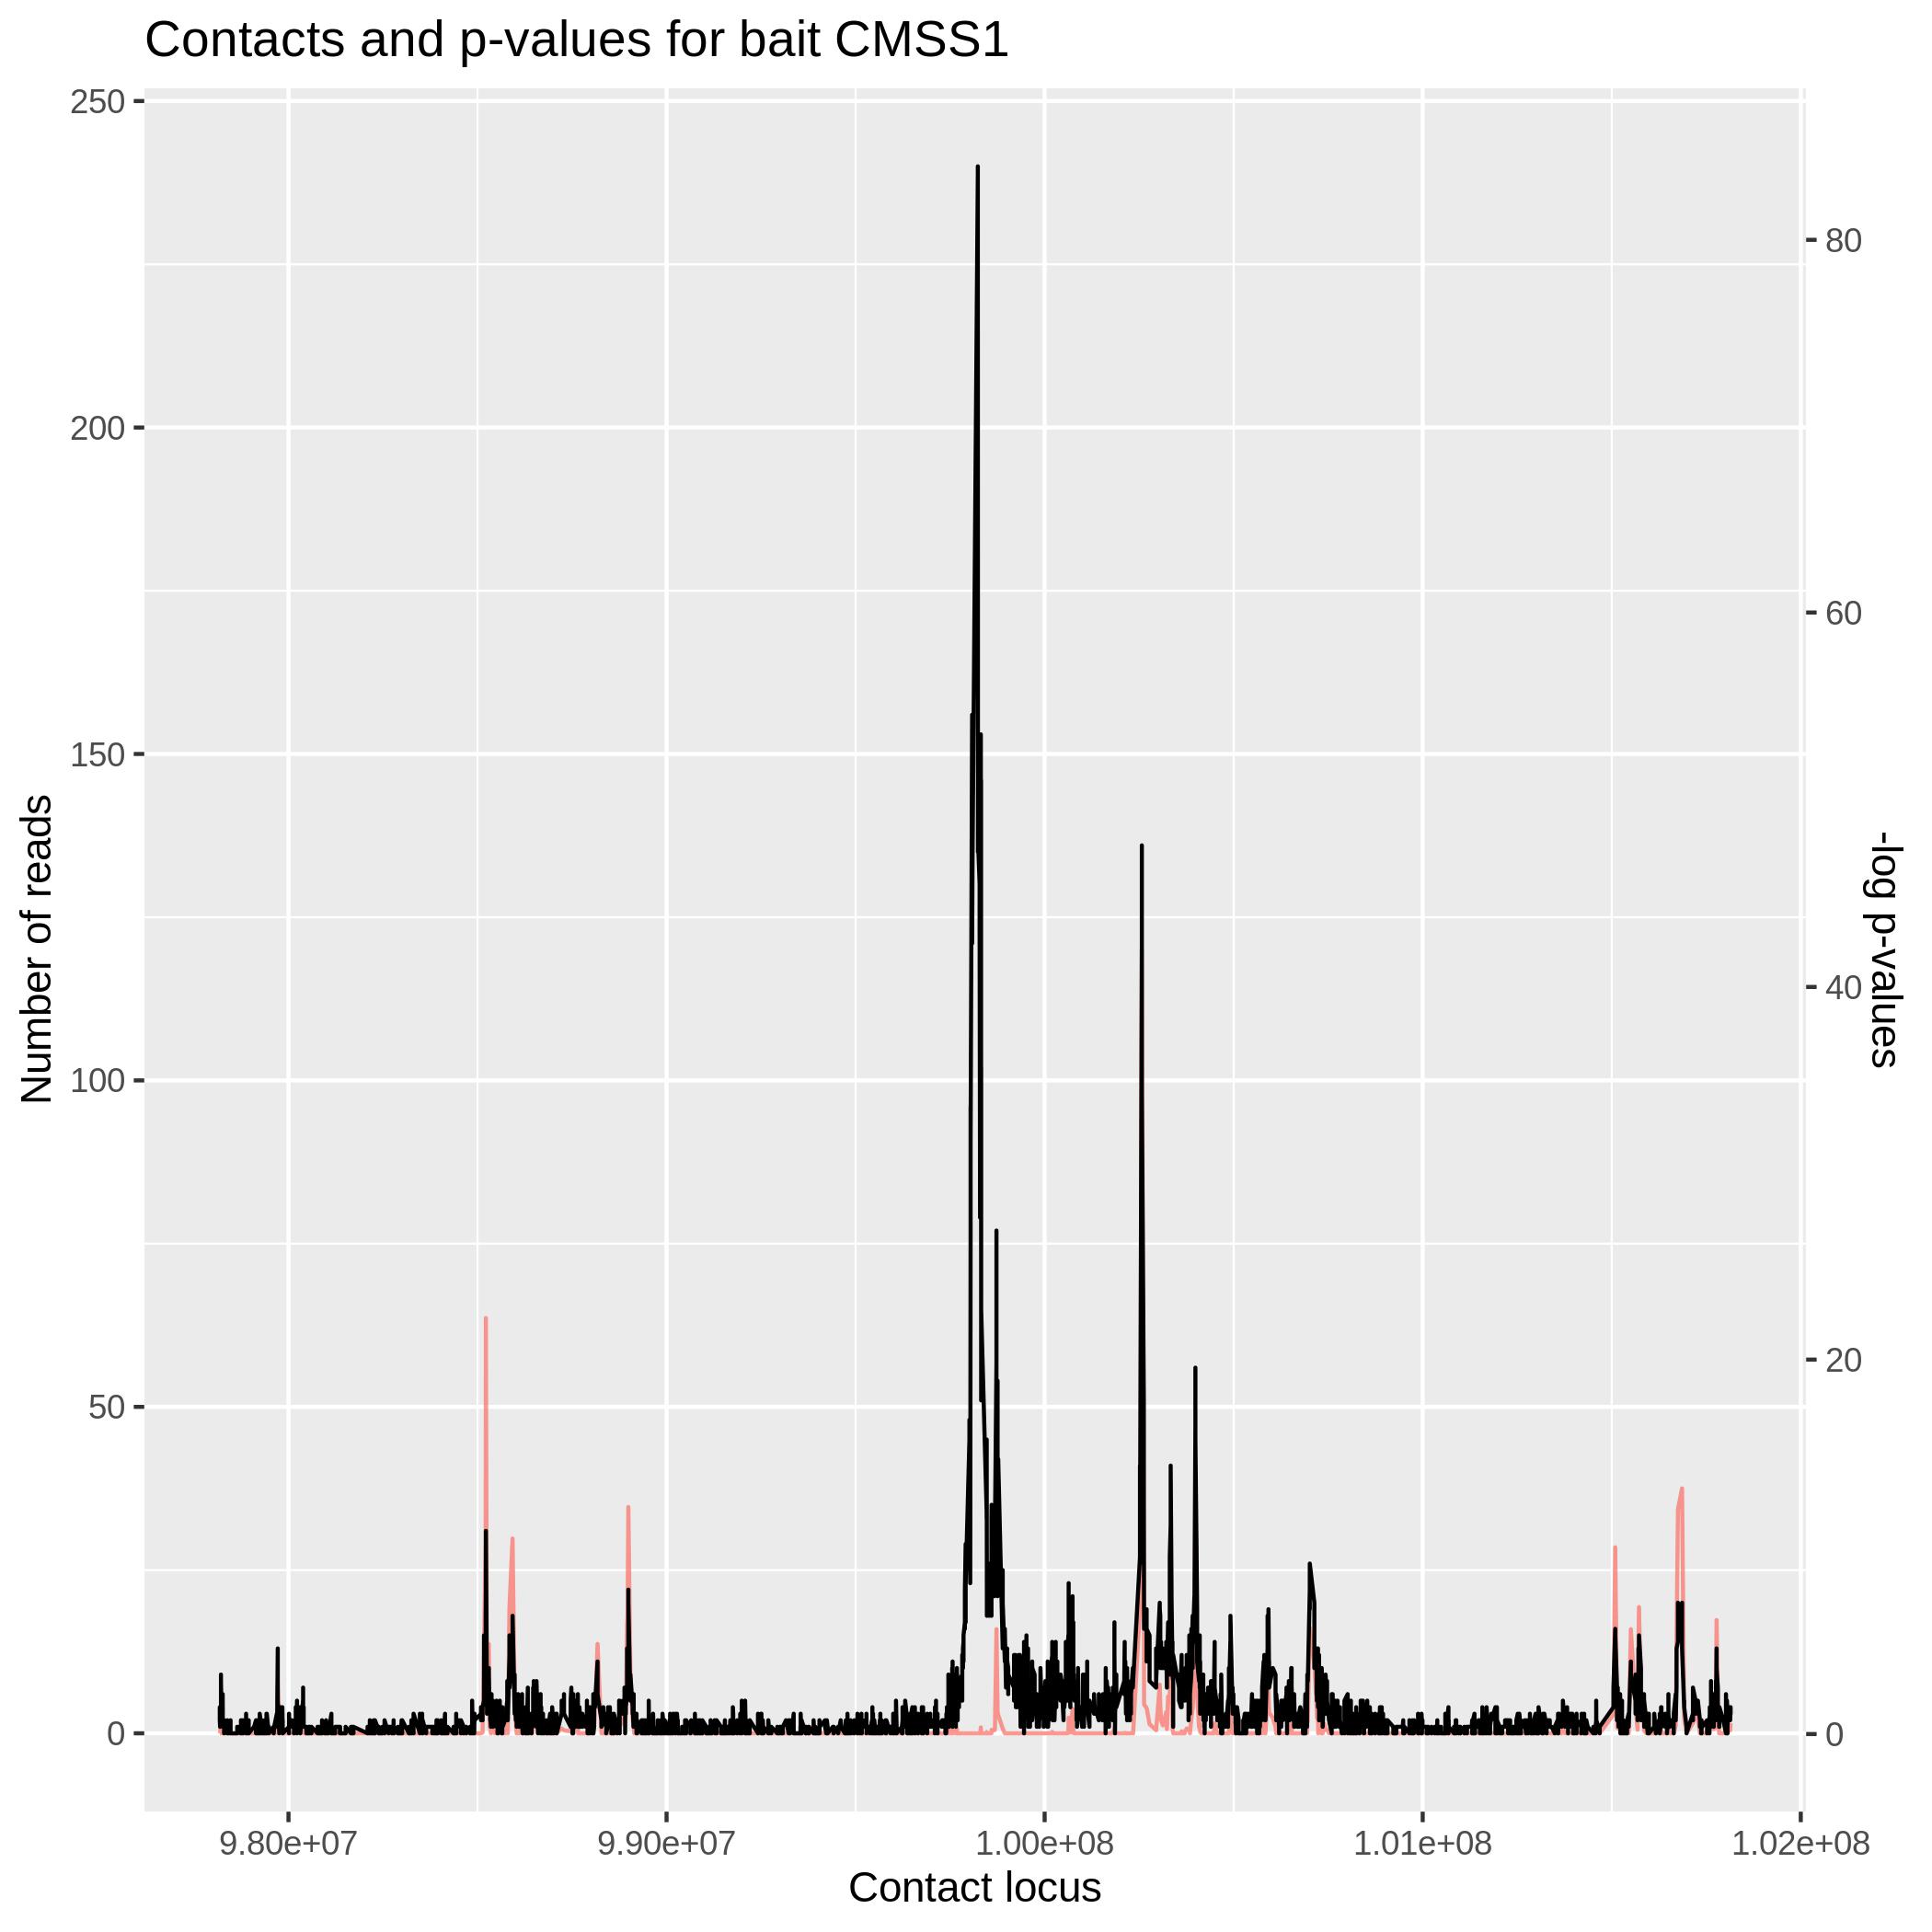 Contacts and p-values for bait CMSS1
250
200
150
100
50
0
Number of reads
80
60
40
20
0
-log p-values
9.80e+07
9.90e+07
1.00e+08
1.01e+08
1.02e+08
Contact locus